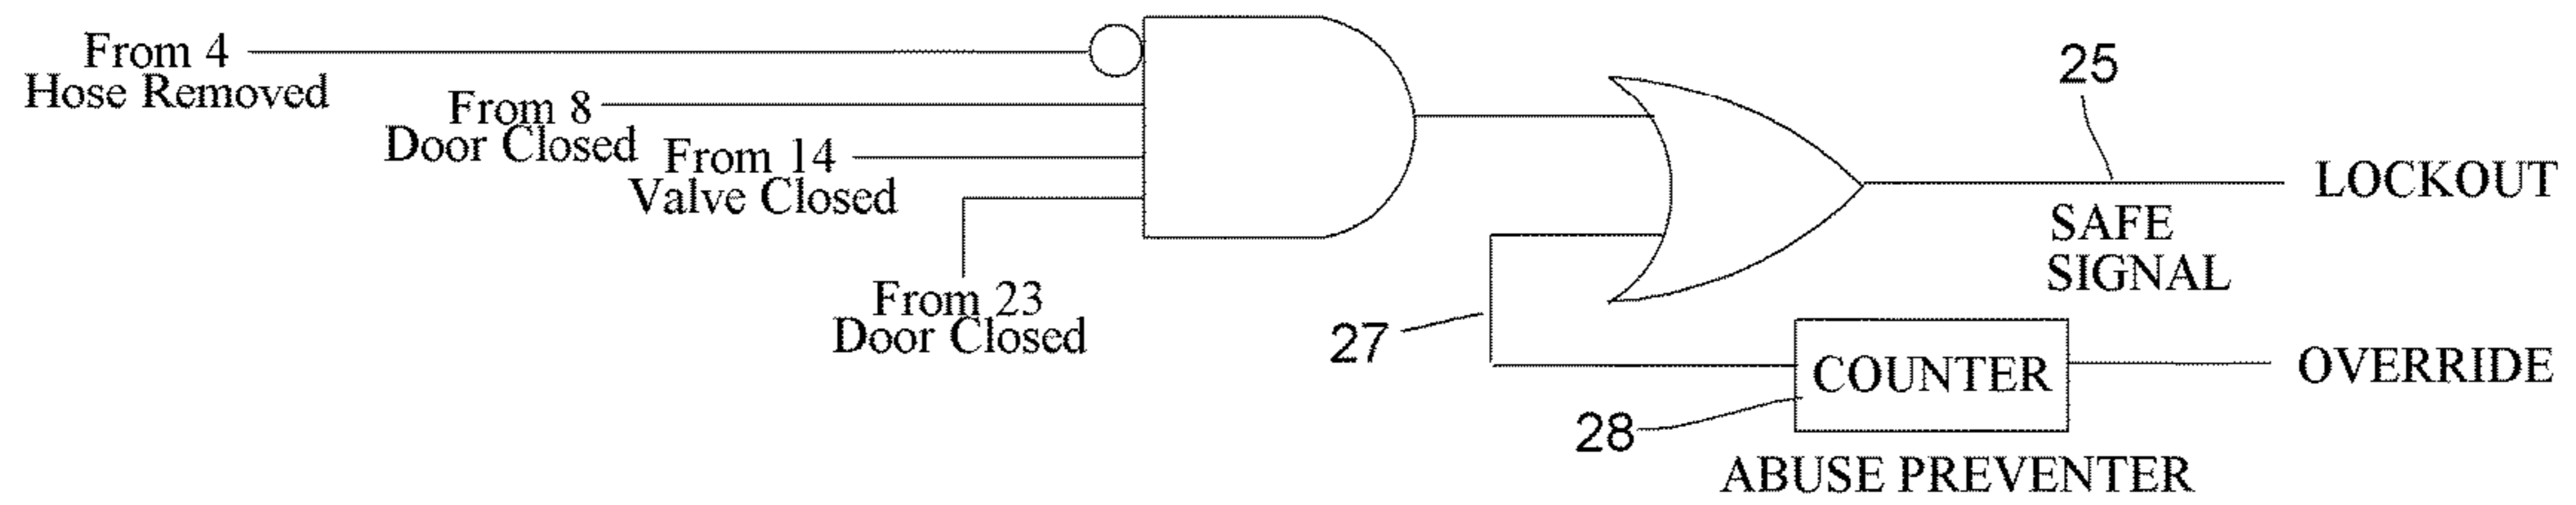 From 4
Hose Removed
From 8
Door Closed
From 14
Valve Closed
From 23
Door Closed
25
LOCKOUT
SAFE
SIGNAL
27
COUNTER
OVERRIDE
28
ABUSE PREVENTER